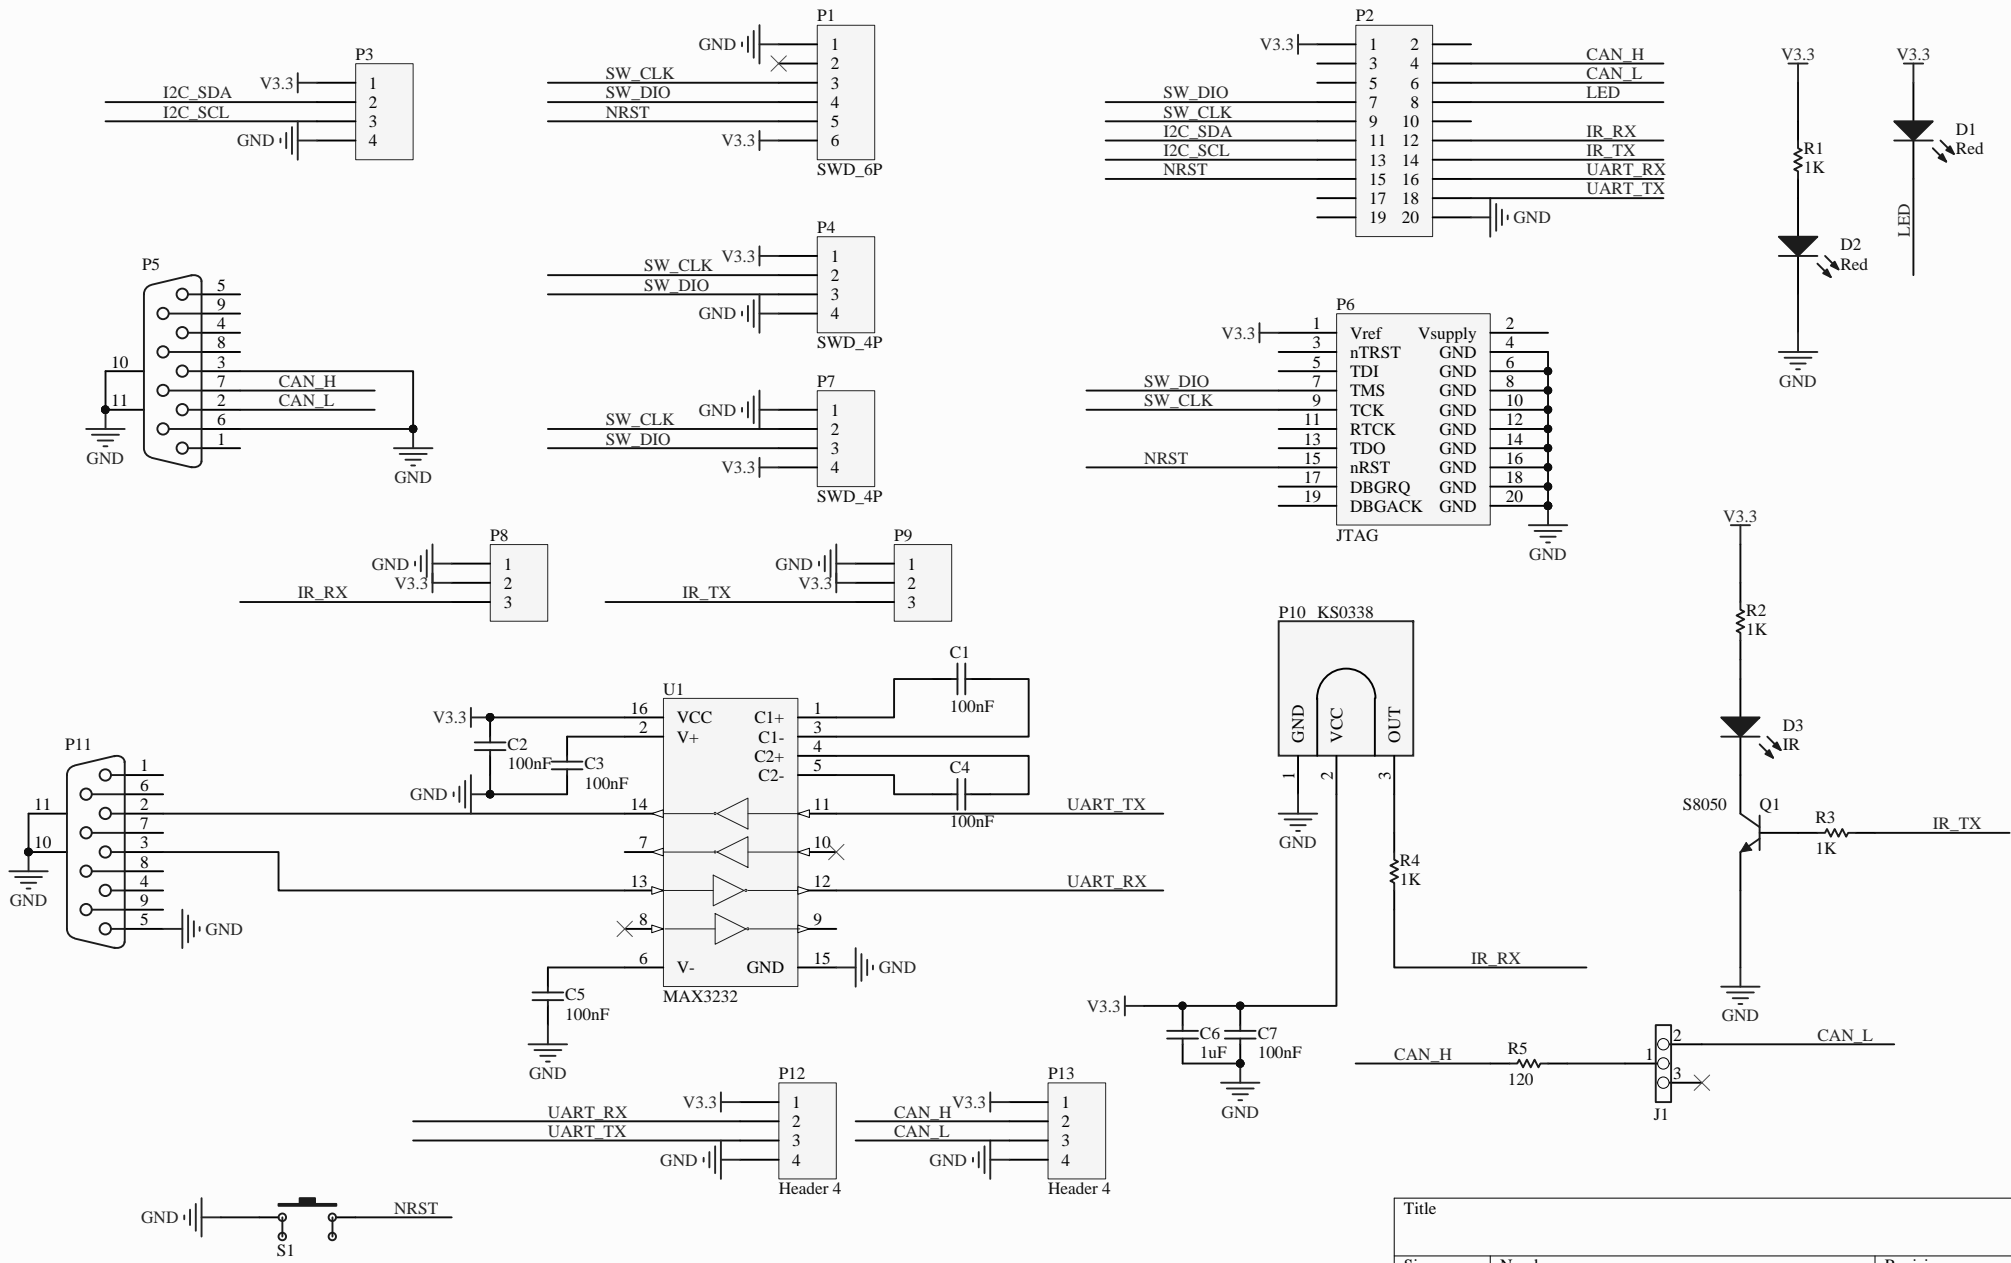 P3
V3.3
1
I2C_SDA
2
I2C_SCL
3
GND
4
P1
GND
1
2
SW_CLK
3
SW_DIO
4
NRST
5
V3.3
6
SWD_6P
P2
V3.3
1 2
3 4 CAN_H
5 6 CAN_L
SW_DIO 7 8 LED
SW_CLK 9 10
I2C_SDA 11 12 IR_RX
I2C_SCL 13 14 IR_TX
NRST 15 16 UART_RX
17 18 UART_TX
19 20 GND
V3.3
R1
1K
D2
Red
GND
V3.3
D1
Red
LED
P5
5
9
4
8
10
3
7 CAN_H
11
2 CAN_L
6
1
GND
GND
P4
V3.3 1
SW_CLK 2
SW_DIO 3
GND 4
SWD_4P
P7
GND 1
SW_CLK 2
SW_DIO 3
V3.3 4
SWD_4P
P6
V3.3 1 Vref Vsupply 2
3 nTRST GND 4
5 TDI GND 6
SW_DIO 7 TMS GND 8
SW_CLK 9 TCK GND 10
11 RTCK GND 12
13 TDO GND 14
NRST 15 nRST GND 16
17 DBGRQ GND 18
19 DBGACK GND 20
JTAG
GND
P8
GND 1
V3.3 2
IR_RX 3
P9
GND 1
V3.3 2
IR_TX 3
P10 KS0338
GND
VCC
OUT
1
2
3
GND
R4
1K
IR_RX
V3.3
C6
1uF
C7
100nF
GND
V3.3
R2
1K
D3
IR
S8050
Q1
R3
1K
IR_TX
GND
U1
V3.3 16 VCC C1+ 1
2 V+ C1- 3
C2+ 4
C2- 5
C1
100nF
C2
100nF
C3
100nF
C4
100nF
GND
14 11 UART_TX
7 10
13 12 UART_RX
8 9
6 V- GND 15 GND
MAX3232
C5
100nF
GND
P11
1
6
11
2
7
10
3
8
4
9
5 GND
GND
CAN_H
R5
120
1
2
3
CAN_L
J1
P12
V3.3 1
UART_RX 2
UART_TX 3
GND 4
Header 4
P13
V3.3 1
CAN_H 2
CAN_L 3
GND 4
Header 4
GND
NRST
S1
Title